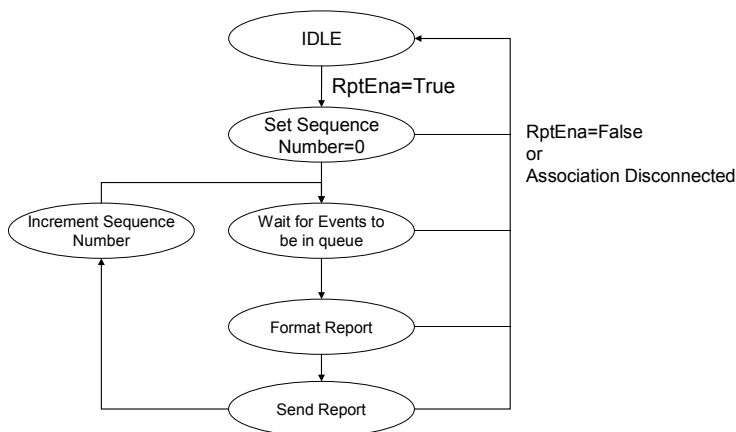 IDLE
RptEna=True
Set Sequence
Number=0
RptEna=False
or
Association Disconnected
Increment Sequence
Number
Wait for Events to
be in queue
Format Report
Send Report